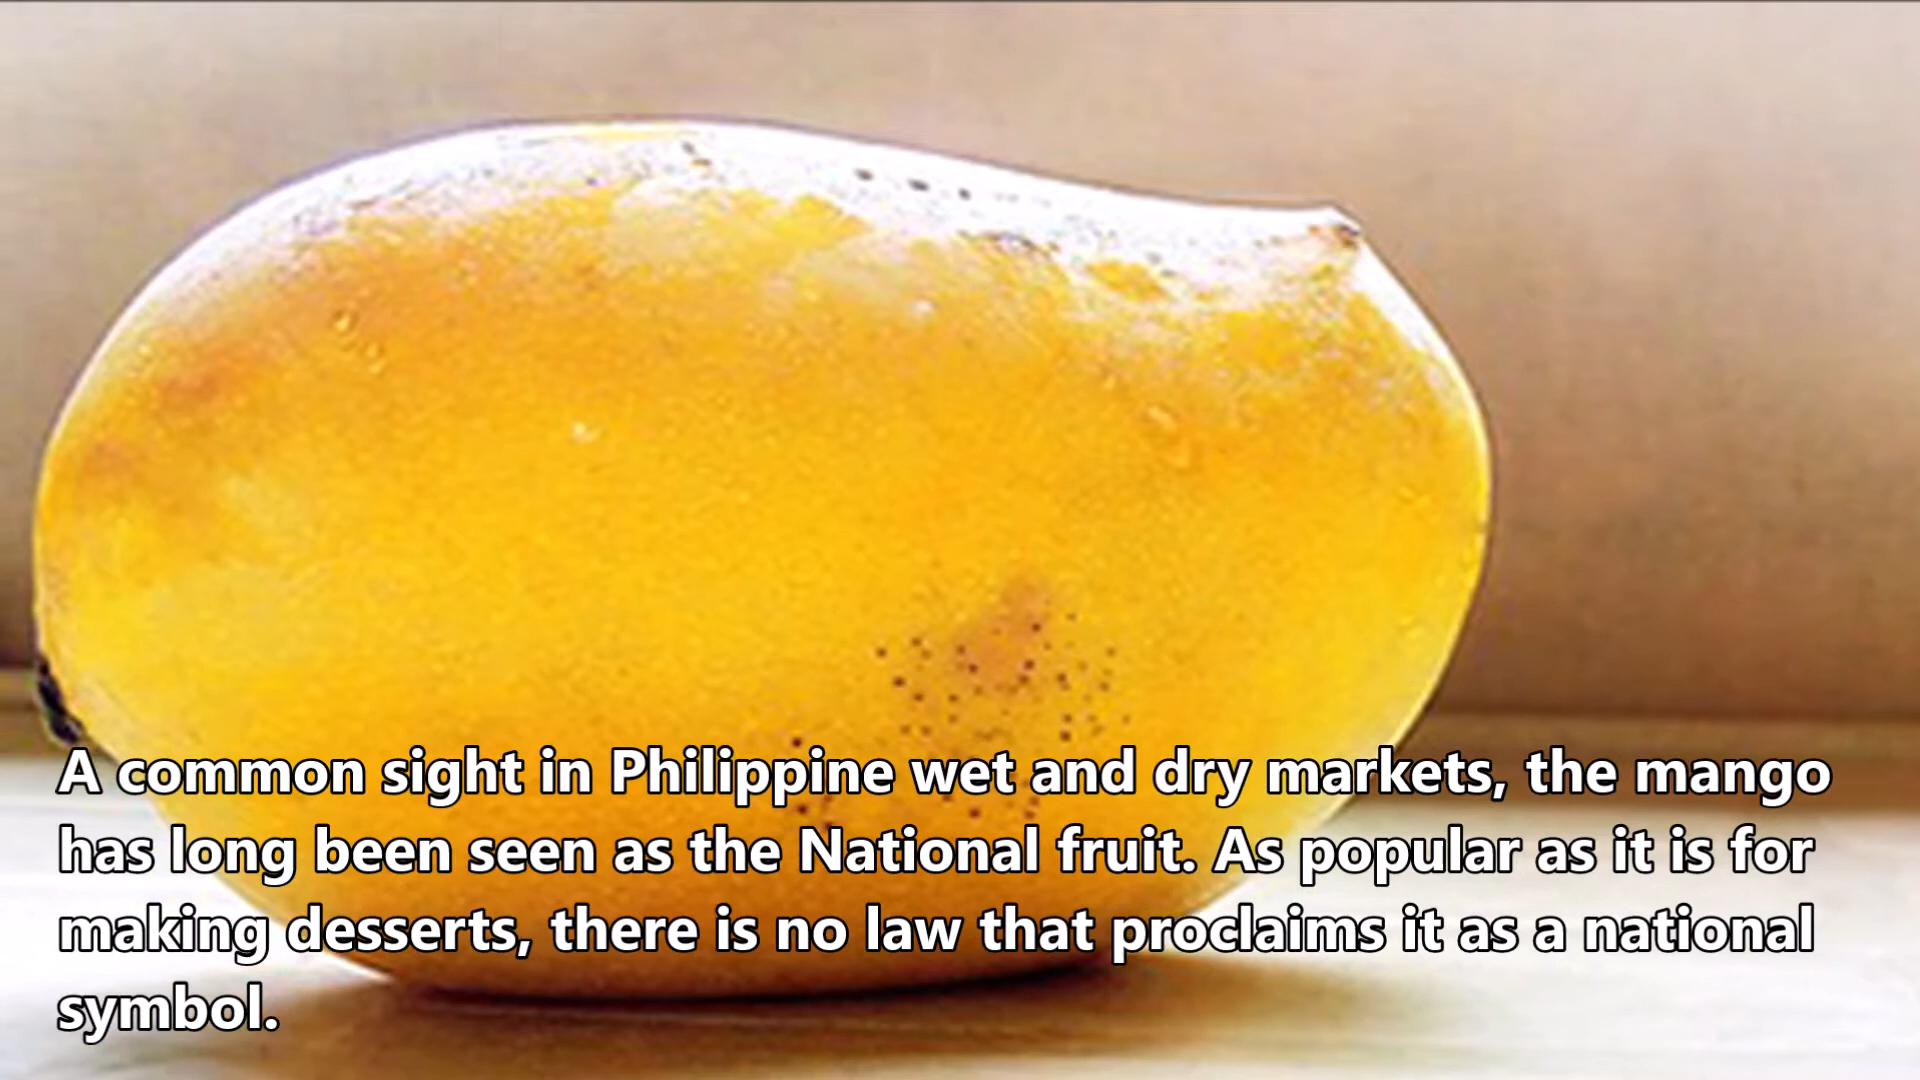 A common sight in Philippine wet and dry markets, the mango
has long been seen as the National fruit. As popular as it is for
making desserts, there is no law that proclaims it as a national
symbol.